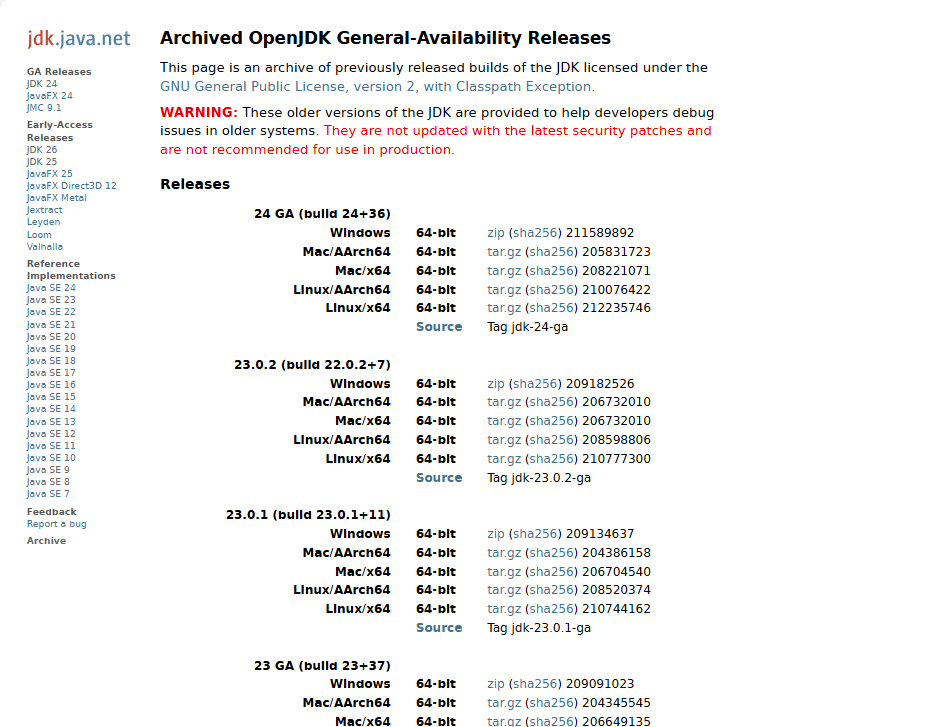 jdk.java.net
GA Releases
JDK 24
JavaFX 24
JMC 9.1
Early-Access
Releases
JDK 26
JDK 25
JavaFX 25
JavaFX Direct3D 12
JavaFX Metal
Jextract
Leyden
Loom
Valhalla
Reference
Implementations
Java SE 24
Java SE 23
Java SE 22
Java SE 21
Java SE 20
Java SE 19
Java SE 18
Java SE 17
Java SE 16
Java SE 15
Java SE 14
Java SE 13
Java SE 12
Java SE 11
Java SE 10
Java SE 9
Java SE 8
Java SE 7
Feedback
Report a bug
Archive
Archived OpenJDK General-Availability Releases
This page is an archive of previously released builds of the JDK licensed under the
GNU General Public License, version 2, with Classpath Exception.
WARNING: These older versions of the JDK are provided to help developers debug
issues in older systems. They are not updated with the latest security patches and
are not recommended for use in production.
Releases
24 GA (build 24+36)
Windows 64-bit zip (sha256) 211589892
Mac/AArch64 64-bit tar.gz (sha256) 205831723
Mac/x64 64-bit tar.gz (sha256) 208221071
Linux/AArch64 64-bit tar.gz (sha256) 210076422
Linux/x64 64-bit tar.gz (sha256) 212235746
Source Tag jdk-24-ga
23.0.2 (build 22.0.2+7)
Windows 64-bit zip (sha256) 209182526
Mac/AArch64 64-bit tar.gz (sha256) 206732010
Mac/x64 64-bit tar.gz (sha256) 206732010
Linux/AArch64 64-bit tar.gz (sha256) 208598806
Linux/x64 64-bit tar.gz (sha256) 210777300
Source Tag jdk-23.0.2-ga
23.0.1 (build 23.0.1+11)
Windows 64-bit zip (sha256) 209134637
Mac/AArch64 64-bit tar.gz (sha256) 204386158
Mac/x64 64-bit tar.gz (sha256) 206704540
Linux/AArch64 64-bit tar.gz (sha256) 208520374
Linux/x64 64-bit tar.gz (sha256) 210744162
Source Tag jdk-23.0.1-ga
23 GA (build 23+37)
Windows 64-bit zip (sha256) 209091023
Mac/AArch64 64-bit tar.gz (sha256) 204345545
Mac/x64 64-bit tar.gz (sha256) 206649135